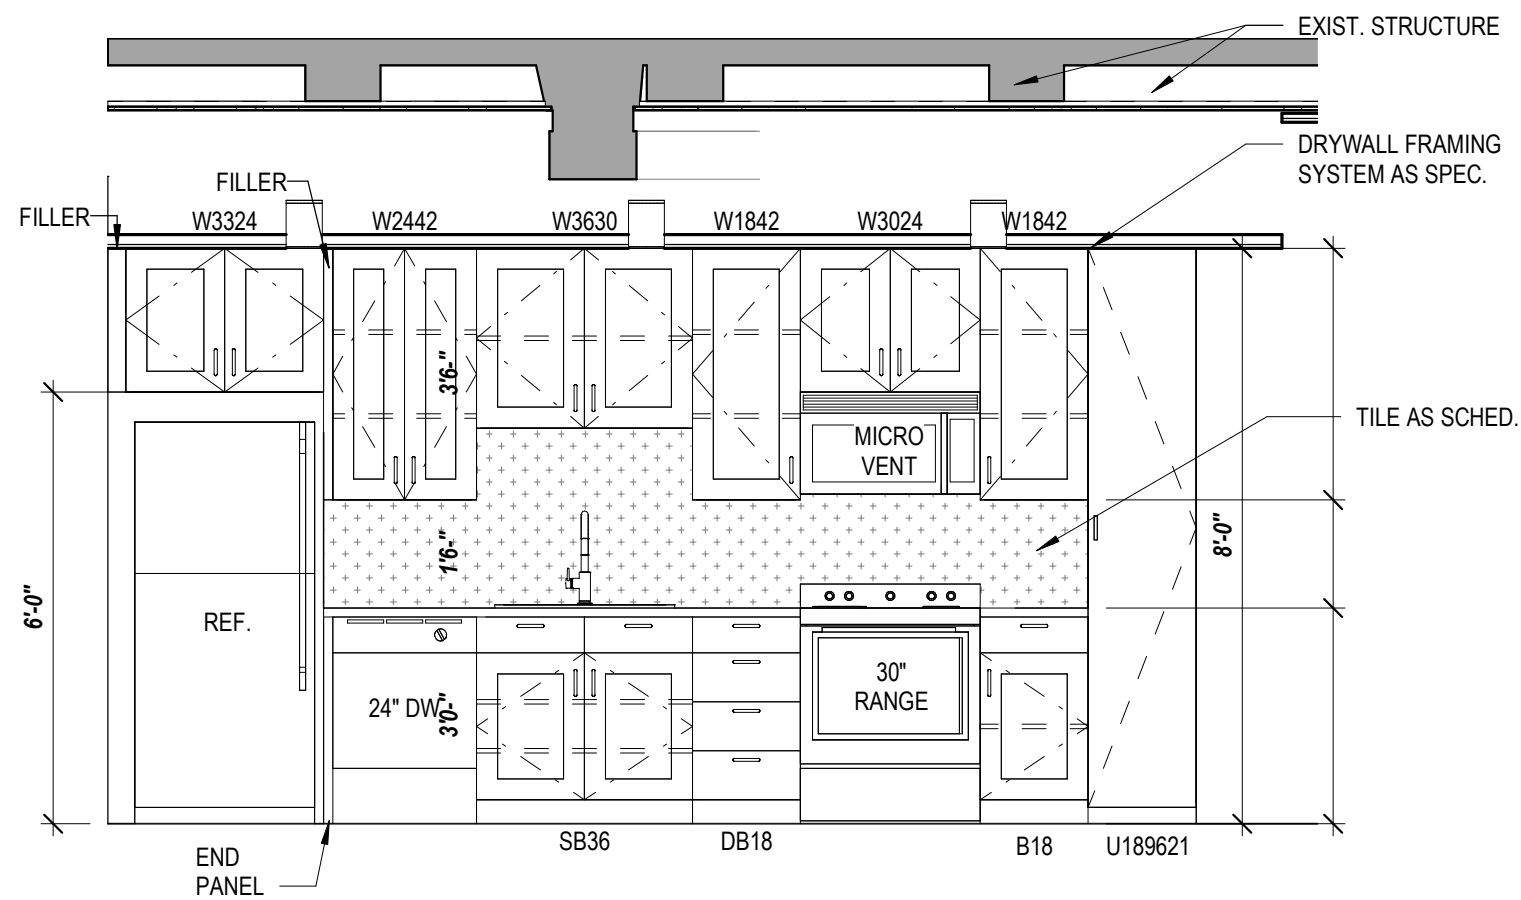 EXIST. STRUCTURE
DRYWALL FRAMING
SYSTEM AS SPEC.
FILLER
FILLER
W3324
W2442
W3630
W1842
W3024
W1842
3'6-"
MICRO
VENT
TILE AS SCHED.
1'6-"
8'-0"
6'-0"
REF.
24" DW
3'0-"
30"
RANGE
SB36
DB18
B18
U189621
END
PANEL